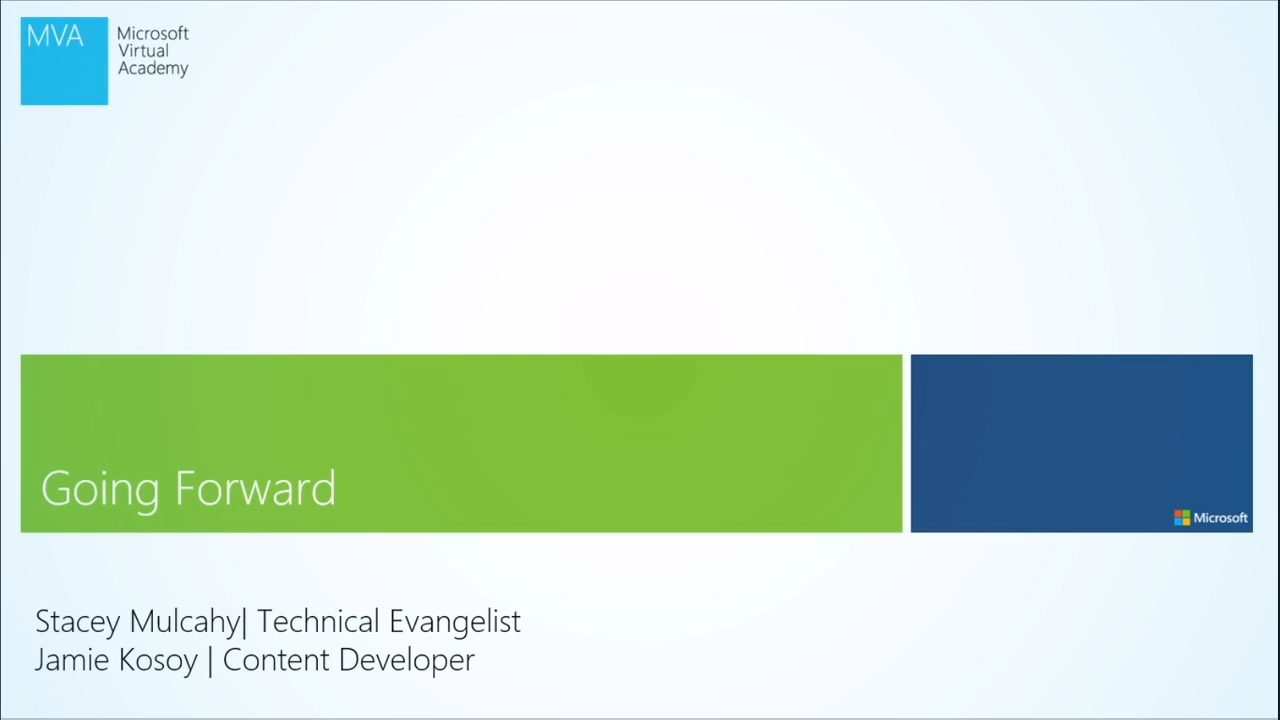 MVA
Microsoft
Virtual
Academy
Going Forward
Microsoft
Stacey Mulcahy| Technical Evangelist
Jamie Kosoy | Content Developer